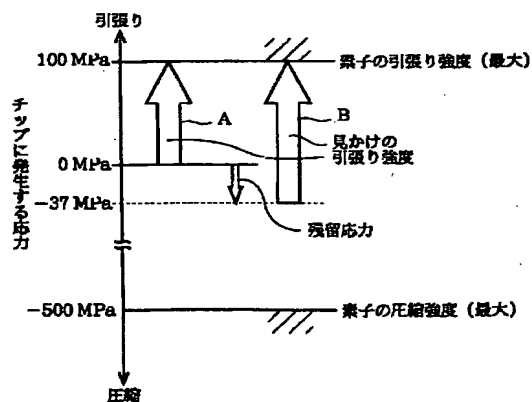 引張り
100 MPa
素子の引張り強度（最大）
A
B
見かけの
引張り強度
0 MPa
-37 MPa
残留応力
チップに発生する応力
-500 MPa
素子の圧縮強度（最大）
圧縮